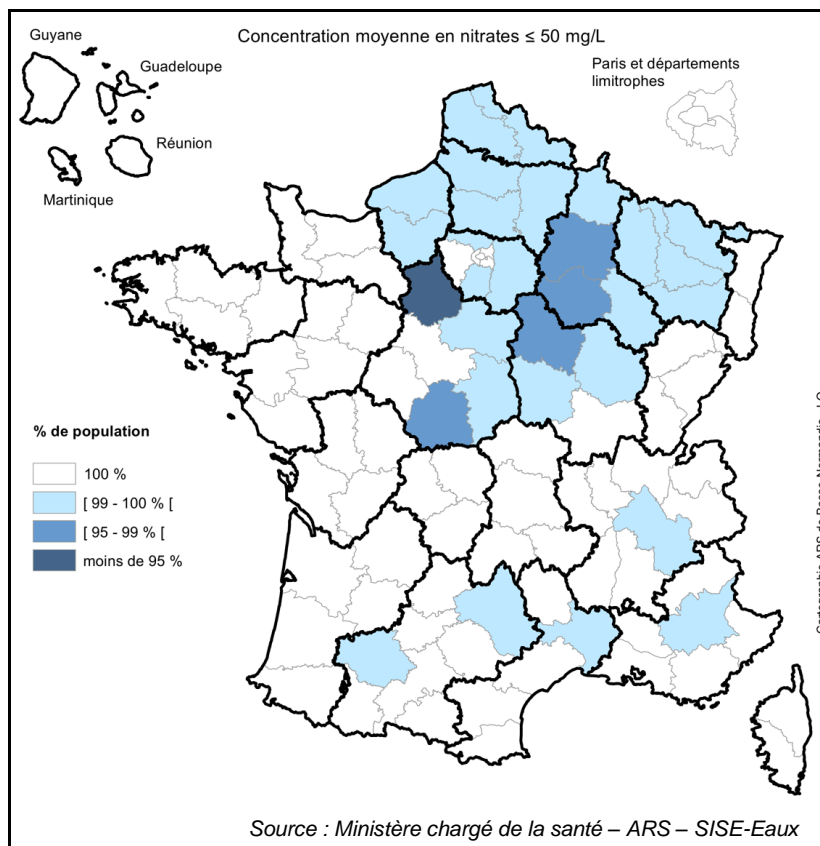 Guyane
Concentration moyenne en nitrates ≤ 50 mg/L
Guadeloupe
Paris et départements
limitrophes
Réunion
Martinique
% de population
100 %
[ 99 - 100 % [
[ 95 - 99 % [
moins de 95 %
Source : Ministère chargé de la santé – ARS – SISE-Eaux